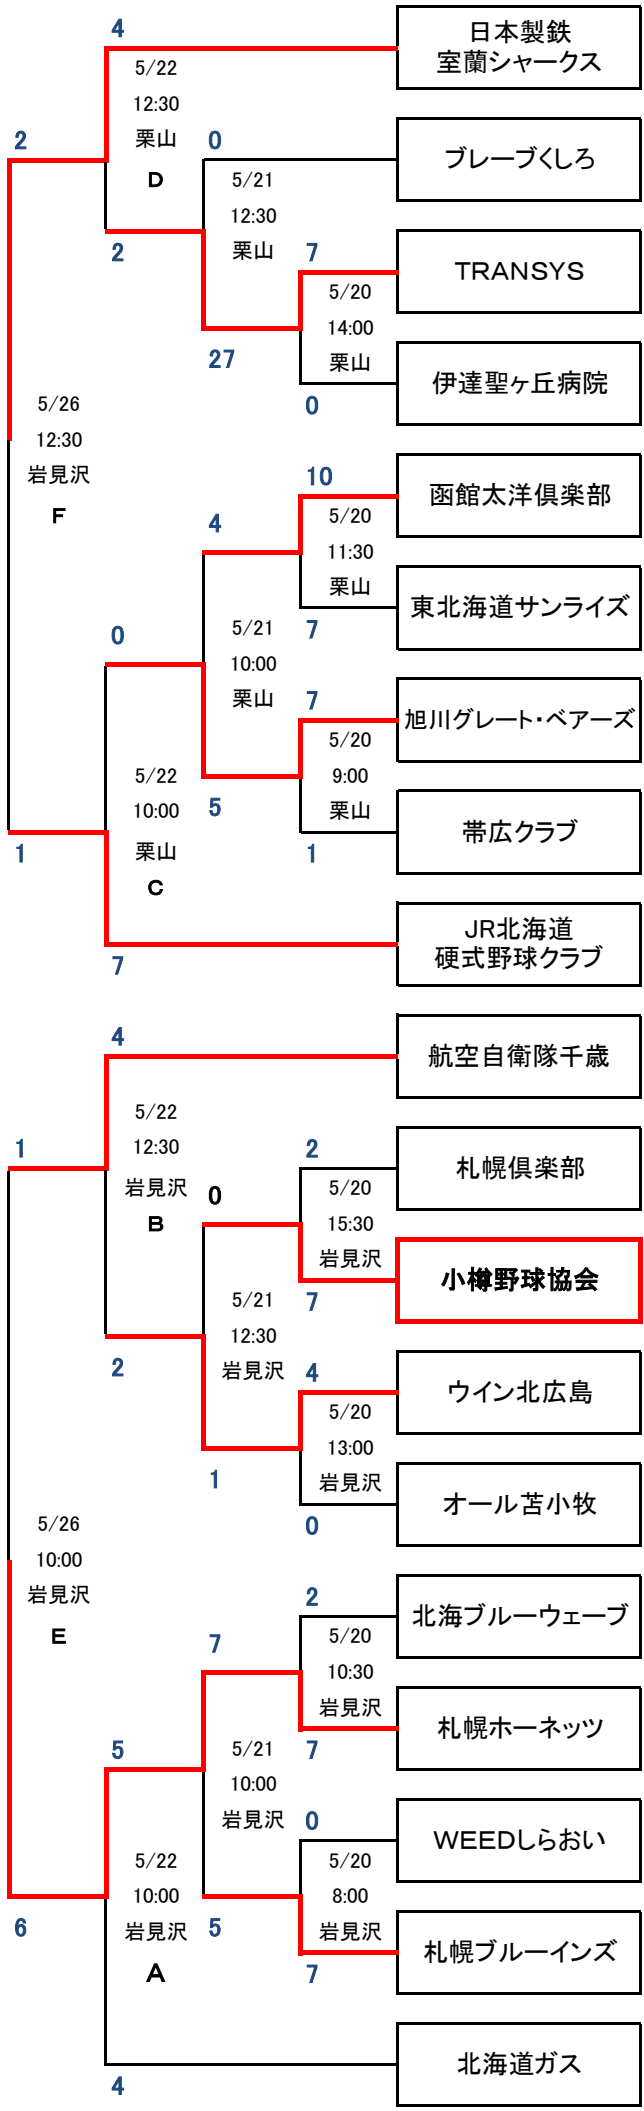 4
日本製鉄
室蘭シャークス
5/22
12:30
栗山
D
2
0
ブレーブくしろ
5/21
12:30
栗山
2
7
TRANSYS
5/20
14:00
栗山
27
伊達聖ヶ丘病院
0
5/26
12:30
岩見沢
F
10
函館太洋倶楽部
5/20
11:30
栗山
4
東北海道サンライズ
7
0
5/21
10:00
栗山
7
旭川グレート・ベアーズ
5/20
9:00
栗山
5
帯広クラブ
1
5/22
10:00
栗山
C
1
JR北海道
硬式野球クラブ
7
4
航空自衛隊千歳
5/22
12:30
岩見沢
B
1
2
札幌倶楽部
5/20
15:30
岩見沢
0
小樽野球協会
7
5/21
12:30
岩見沢
2
4
ウイン北広島
5/20
13:00
岩見沢
1
オール苫小牧
0
5/26
10:00
岩見沢
E
2
北海ブルーウェーブ
5/20
10:30
岩見沢
7
札幌ホーネッツ
7
5
5/21
10:00
岩見沢
0
WEEDしらおい
5/20
8:00
岩見沢
5
札幌ブルーインズ
7
5/22
10:00
岩見沢
A
6
北海道ガス
4